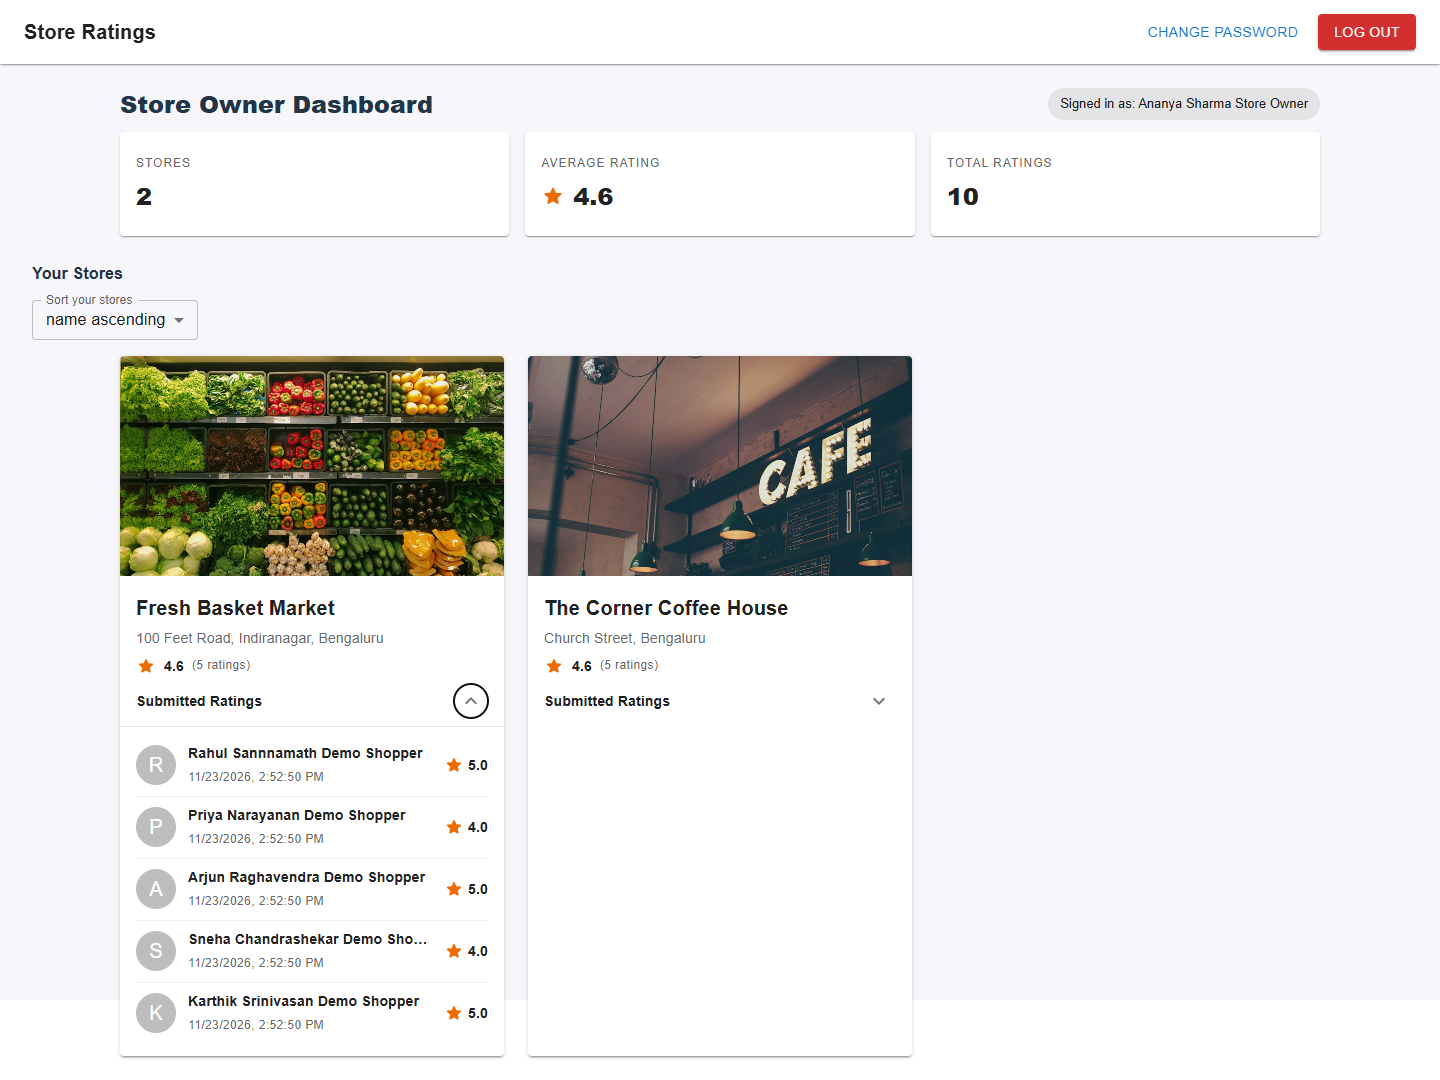 Store Ratings
CHANGE PASSWORD
LOG OUT
Store Owner Dashboard
Signed in as: Ananya Sharma Store Owner
STORES
2
AVERAGE RATING
4.6
TOTAL RATINGS
10
Your Stores
Sort your stores
name ascending
CAFE
Fresh Basket Market
100 Feet Road, Indiranagar, Bengaluru
4.6 (5 ratings)
Submitted Ratings
Rahul Sannnamath Demo Shopper
11/23/2026, 2:52:50 PM
5.0
P
Priya Narayanan Demo Shopper
11/23/2026, 2:52:50 PM
4.0
A
Arjun Raghavendra Demo Shopper
11/23/2026, 2:52:50 PM
5.0
S
Sneha Chandrashekar Demo Sho...
11/23/2026, 2:52:50 PM
4.0
K
Karthik Srinivasan Demo Shopper
11/23/2026, 2:52:50 PM
5.0
The Corner Coffee House
Church Street, Bengaluru
4.6 (5 ratings)
Submitted Ratings